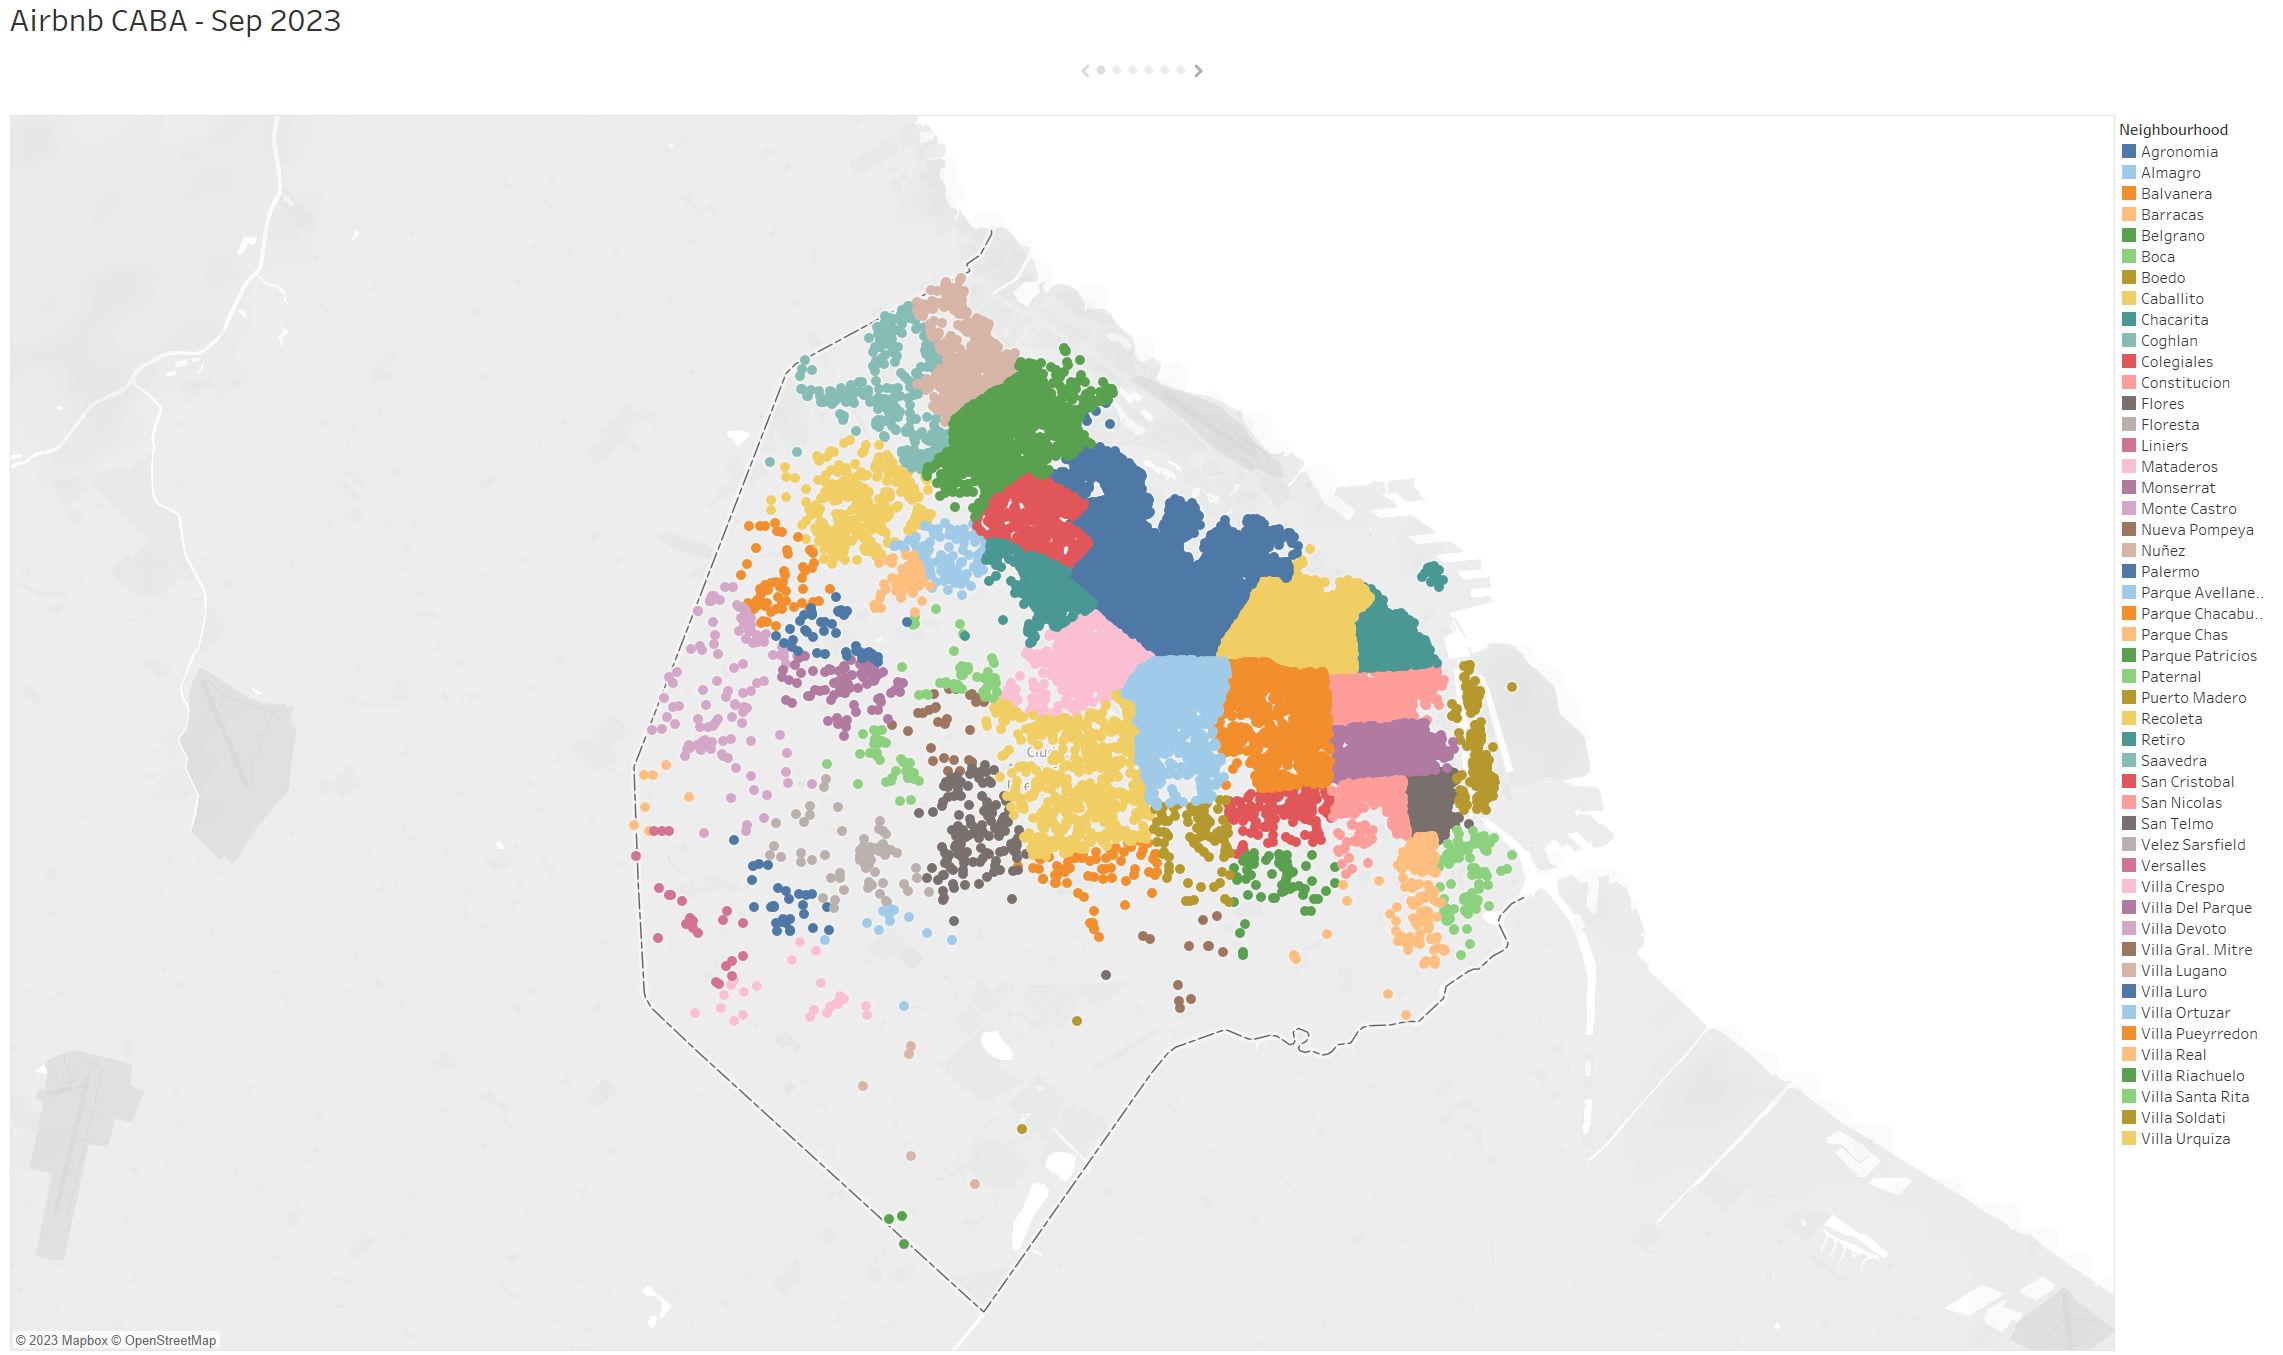 Airbnb CABA - Sep 2023
Neighbourhood
Agronomia
Almagro
Balvanera
Barracas
Belgrano
Boca
Boedo
Caballito
Chacarita
Coghlan
Colegiales
Constitucion
Flores
Floresta
Liniers
Mataderos
Monserrat
Monte Castro
Nueva Pompeya
Nuñez
Palermo
Parque Avellane..
Parque Chacabu..
Parque Chas
Parque Patricios
Paternal
Puerto Madero
Recoleta
Retiro
Saavedra
San Cristobal
San Nicolas
San Telmo
Velez Sarsfield
Versalles
Villa Crespo
Villa Del Parque
Villa Devoto
Villa Gral. Mitre
Villa Lugano
Villa Luro
Villa Ortuzar
Villa Pueyrredon
Villa Real
Villa Riachuelo
Villa Santa Rita
Villa Soldati
Villa Urquiza
© 2023 Mapbox © OpenStreetMap